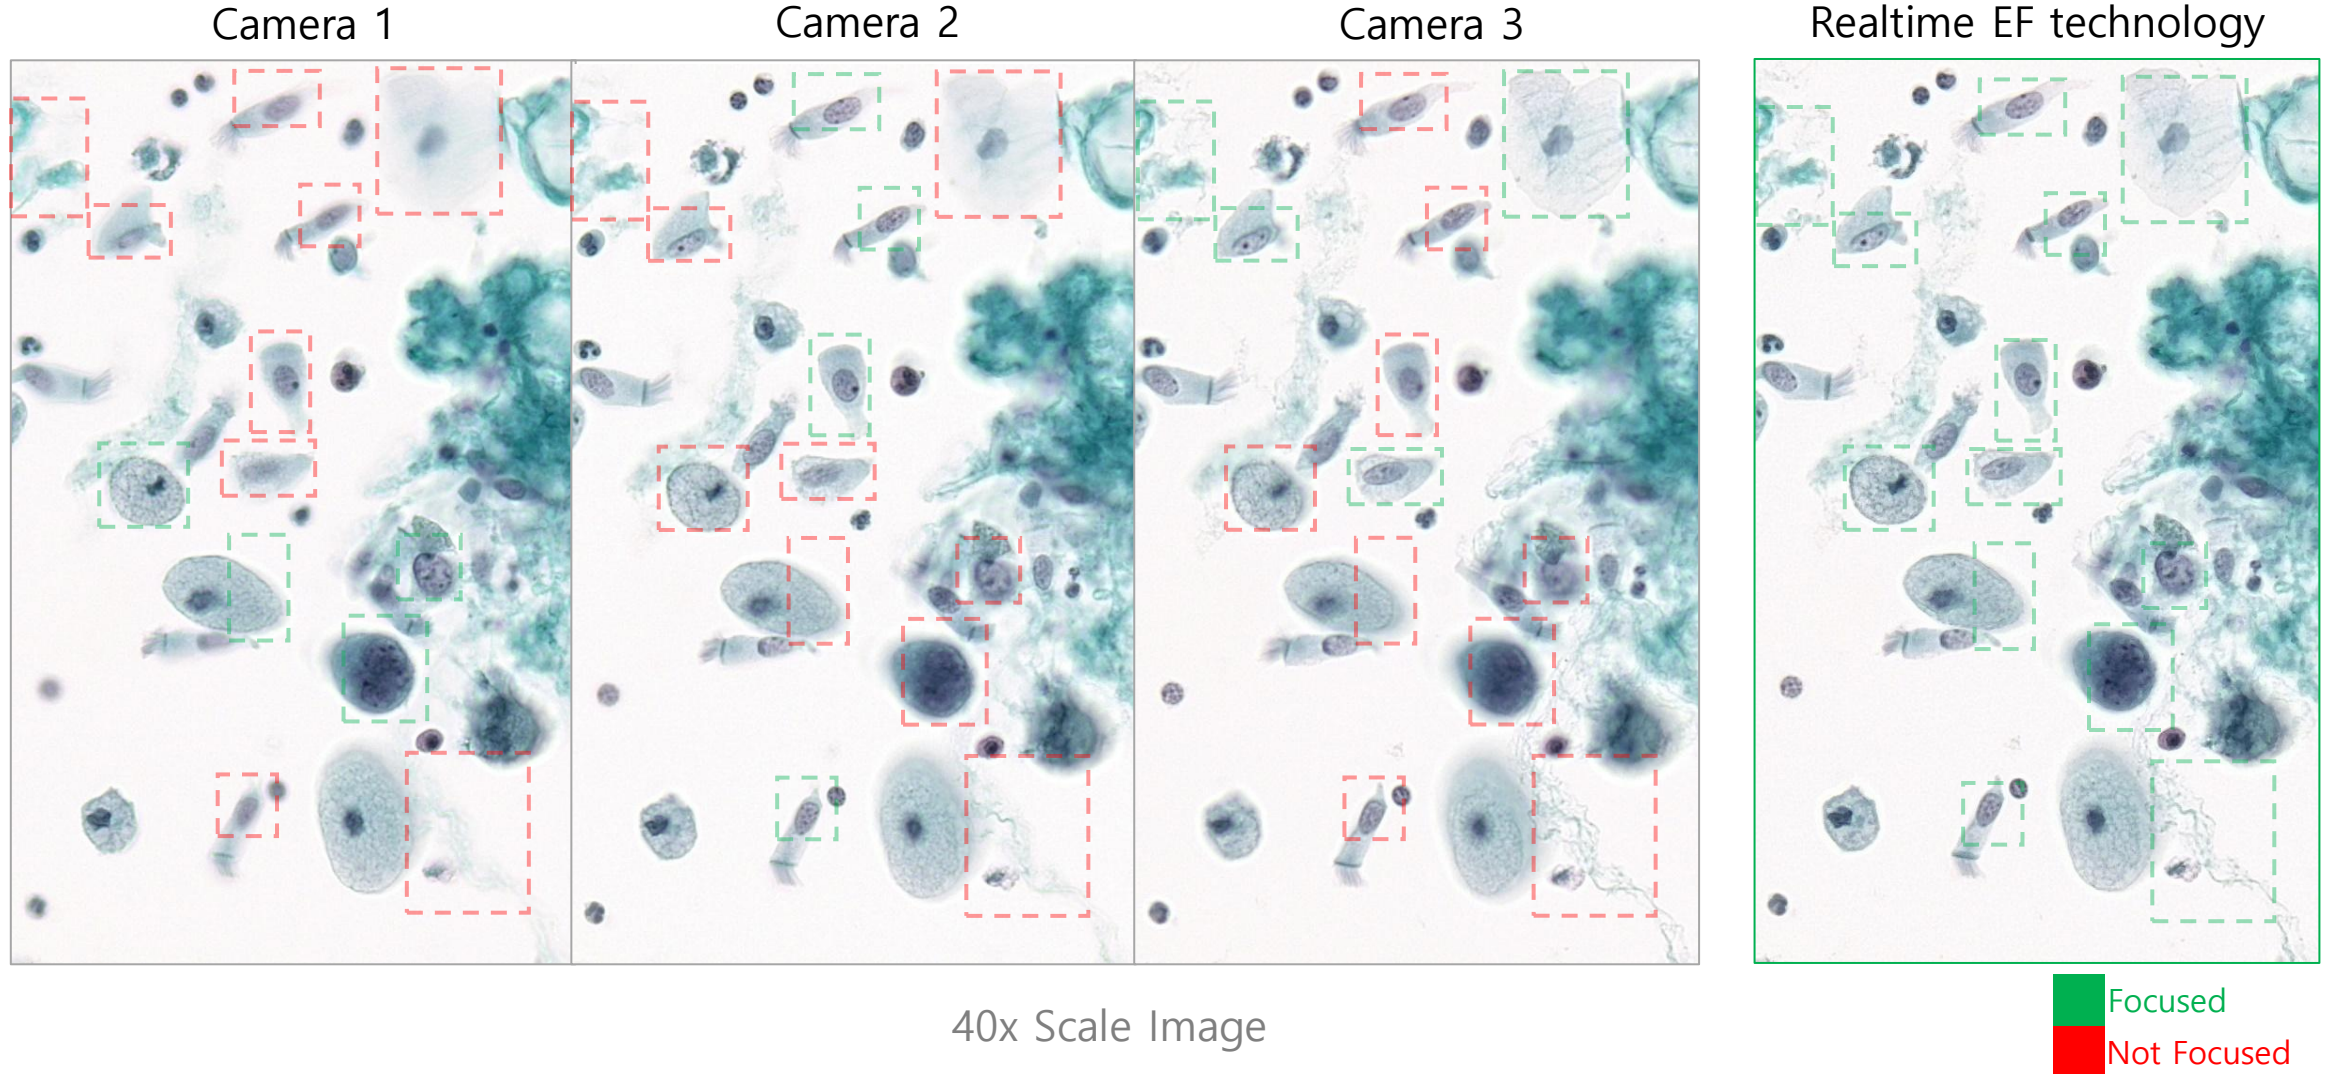 Camera 1
Camera 2
Camera 3
Realtime EF technology
40x Scale Image
Focused
Not Focused